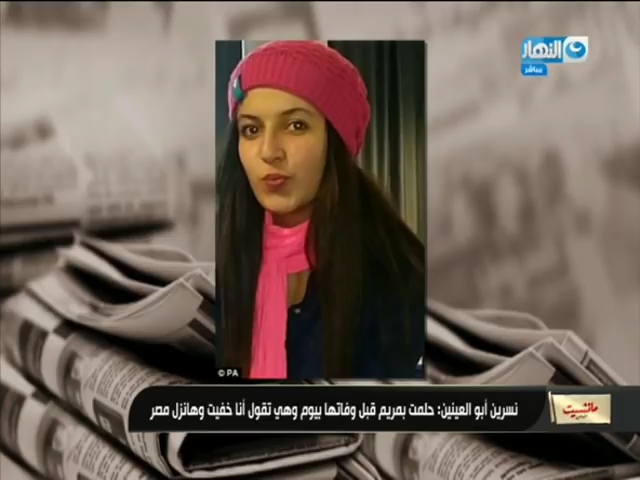 النهار
مباشر
© PA
نسرين أبو العينين: حلمت بمريم قبل وفاتها بيوم وهي تقول أنا خفيت وهانزل مصر
مانشيت